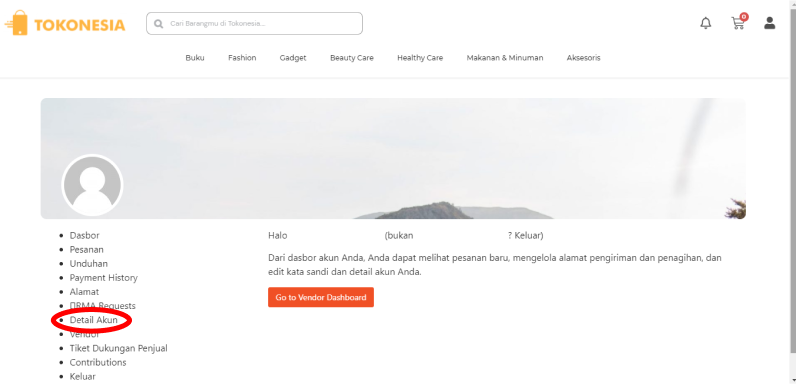 TOKONESIA
Cari Barangmu di Tokonesia...
0
Buku Fashion Gadget Beauty Care Healthy Care Makanan & Minuman Aksesoris
Dasbor
Pesanan
Unduhan
Payment History
Alamat
RMA Requests
Detail Akun
Vendor
Tiket Dukungan Penjual
Contributions
Keluar
Halo (bukan ? Keluar)
Dari dasbor akun Anda, Anda dapat melihat pesanan baru, mengelola alamat pengiriman dan penagihan, dan
edit kata sandi dan detail akun Anda.
Go to Vendor Dashboard